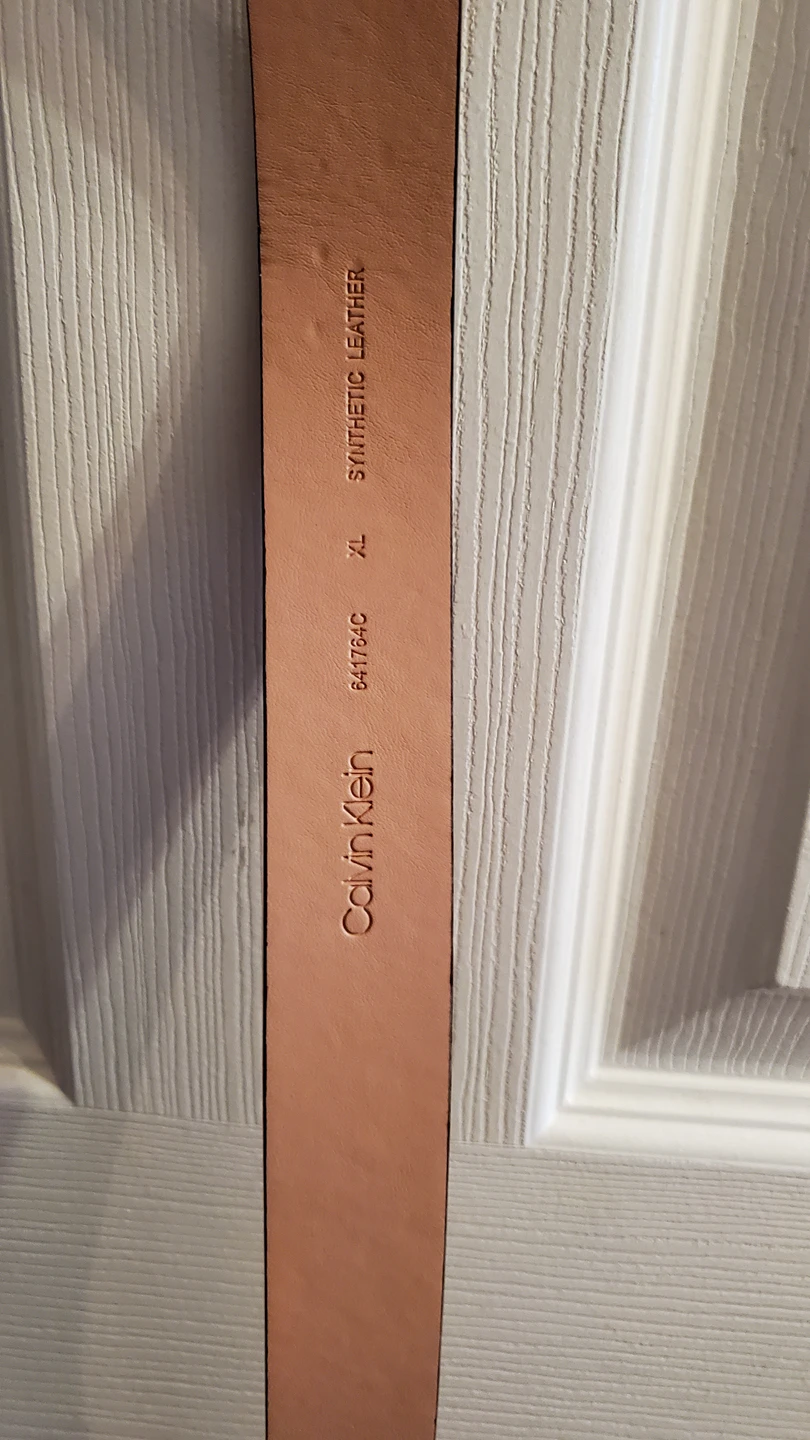 Calvin Klein 641764C XL SYNTHETIC LEATHER